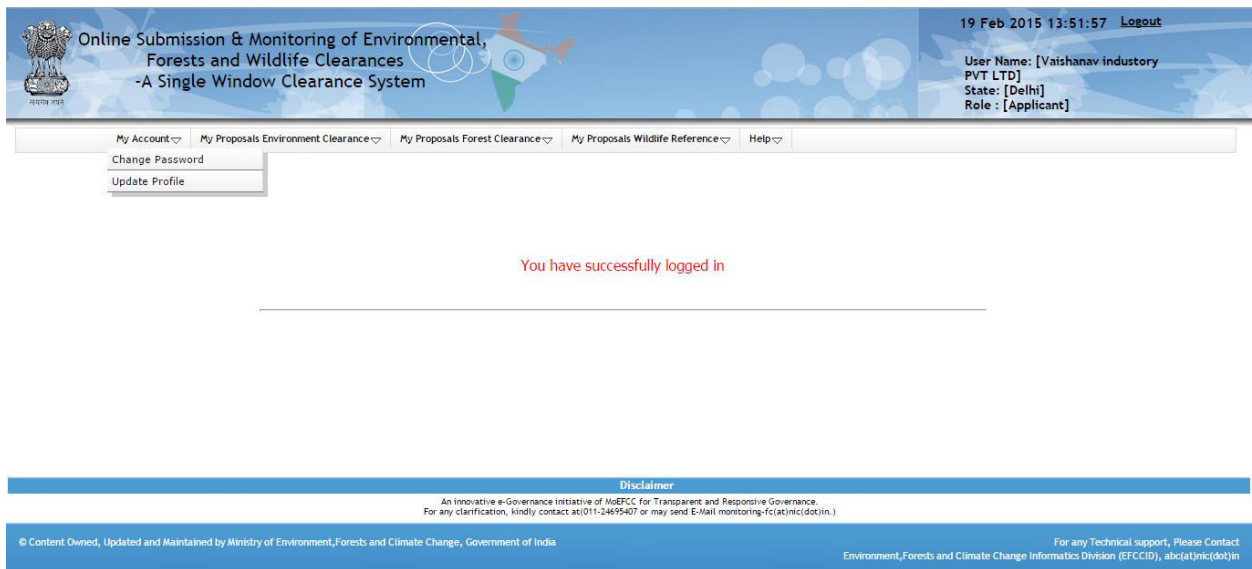 Online Submission & Monitoring of Environmental,
Forests and Wildlife Clearances
-A Single Window Clearance System
सत्यमेव जयते
19 Feb 2015 13:51:57 Logout
User Name: [Vaishanav industory
PVT LTD]
State: [Delhi]
Role : [Applicant]
My Account My Proposals Environment Clearance My Proposals Forest Clearance My Proposals Wildlife Reference Help
Change Password
Update Profile
You have successfully logged in
Disclaimer
An innovative e-Governance initiative of MoEFCC for Transparent and Responsive Governance.
For any clarification, kindly contact at(011-24695407 or may send E-Mail monitoring-fc(at)nic(dot)in.)
© Content Owned, Updated and Maintained by Ministry of Environment,Forests and Climate Change, Government of India
For any Technical support, Please Contact
Environment,Forests and Climate Change Informatics Division (EFCCID), abc(at)nic(dot)in